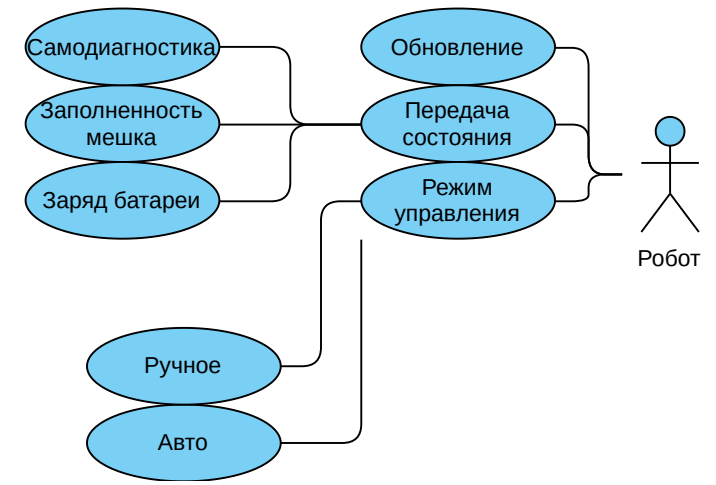 Самодиагностика
Обновление
Заполненность
мешка
Передача
состояния
Заряд батареи
Режим
управления
Робот
Ручное
Авто